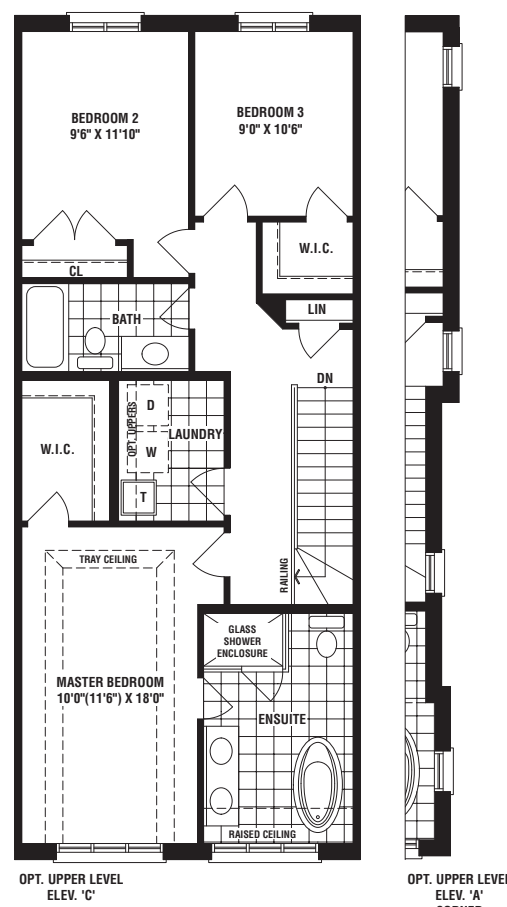 BEDROOM 2
9'6" X 11'10"
BEDROOM 3
9'0" X 10'6"
W.I.C.
CL
LIN
BATH
DN
D
OPT. UPPERS
LAUNDRY
W
W.I.C.
T
TRAY CEILING
RAILING
GLASS
SHOWER
ENCLOSURE
MASTER BEDROOM
10'0"(11'6") X 18'0"
ENSUITE
RAISED CEILING
OPT. UPPER LEVEL
ELEV. 'C'
OPT. UPPER LEVEL
ELEV. 'A'
CORNER